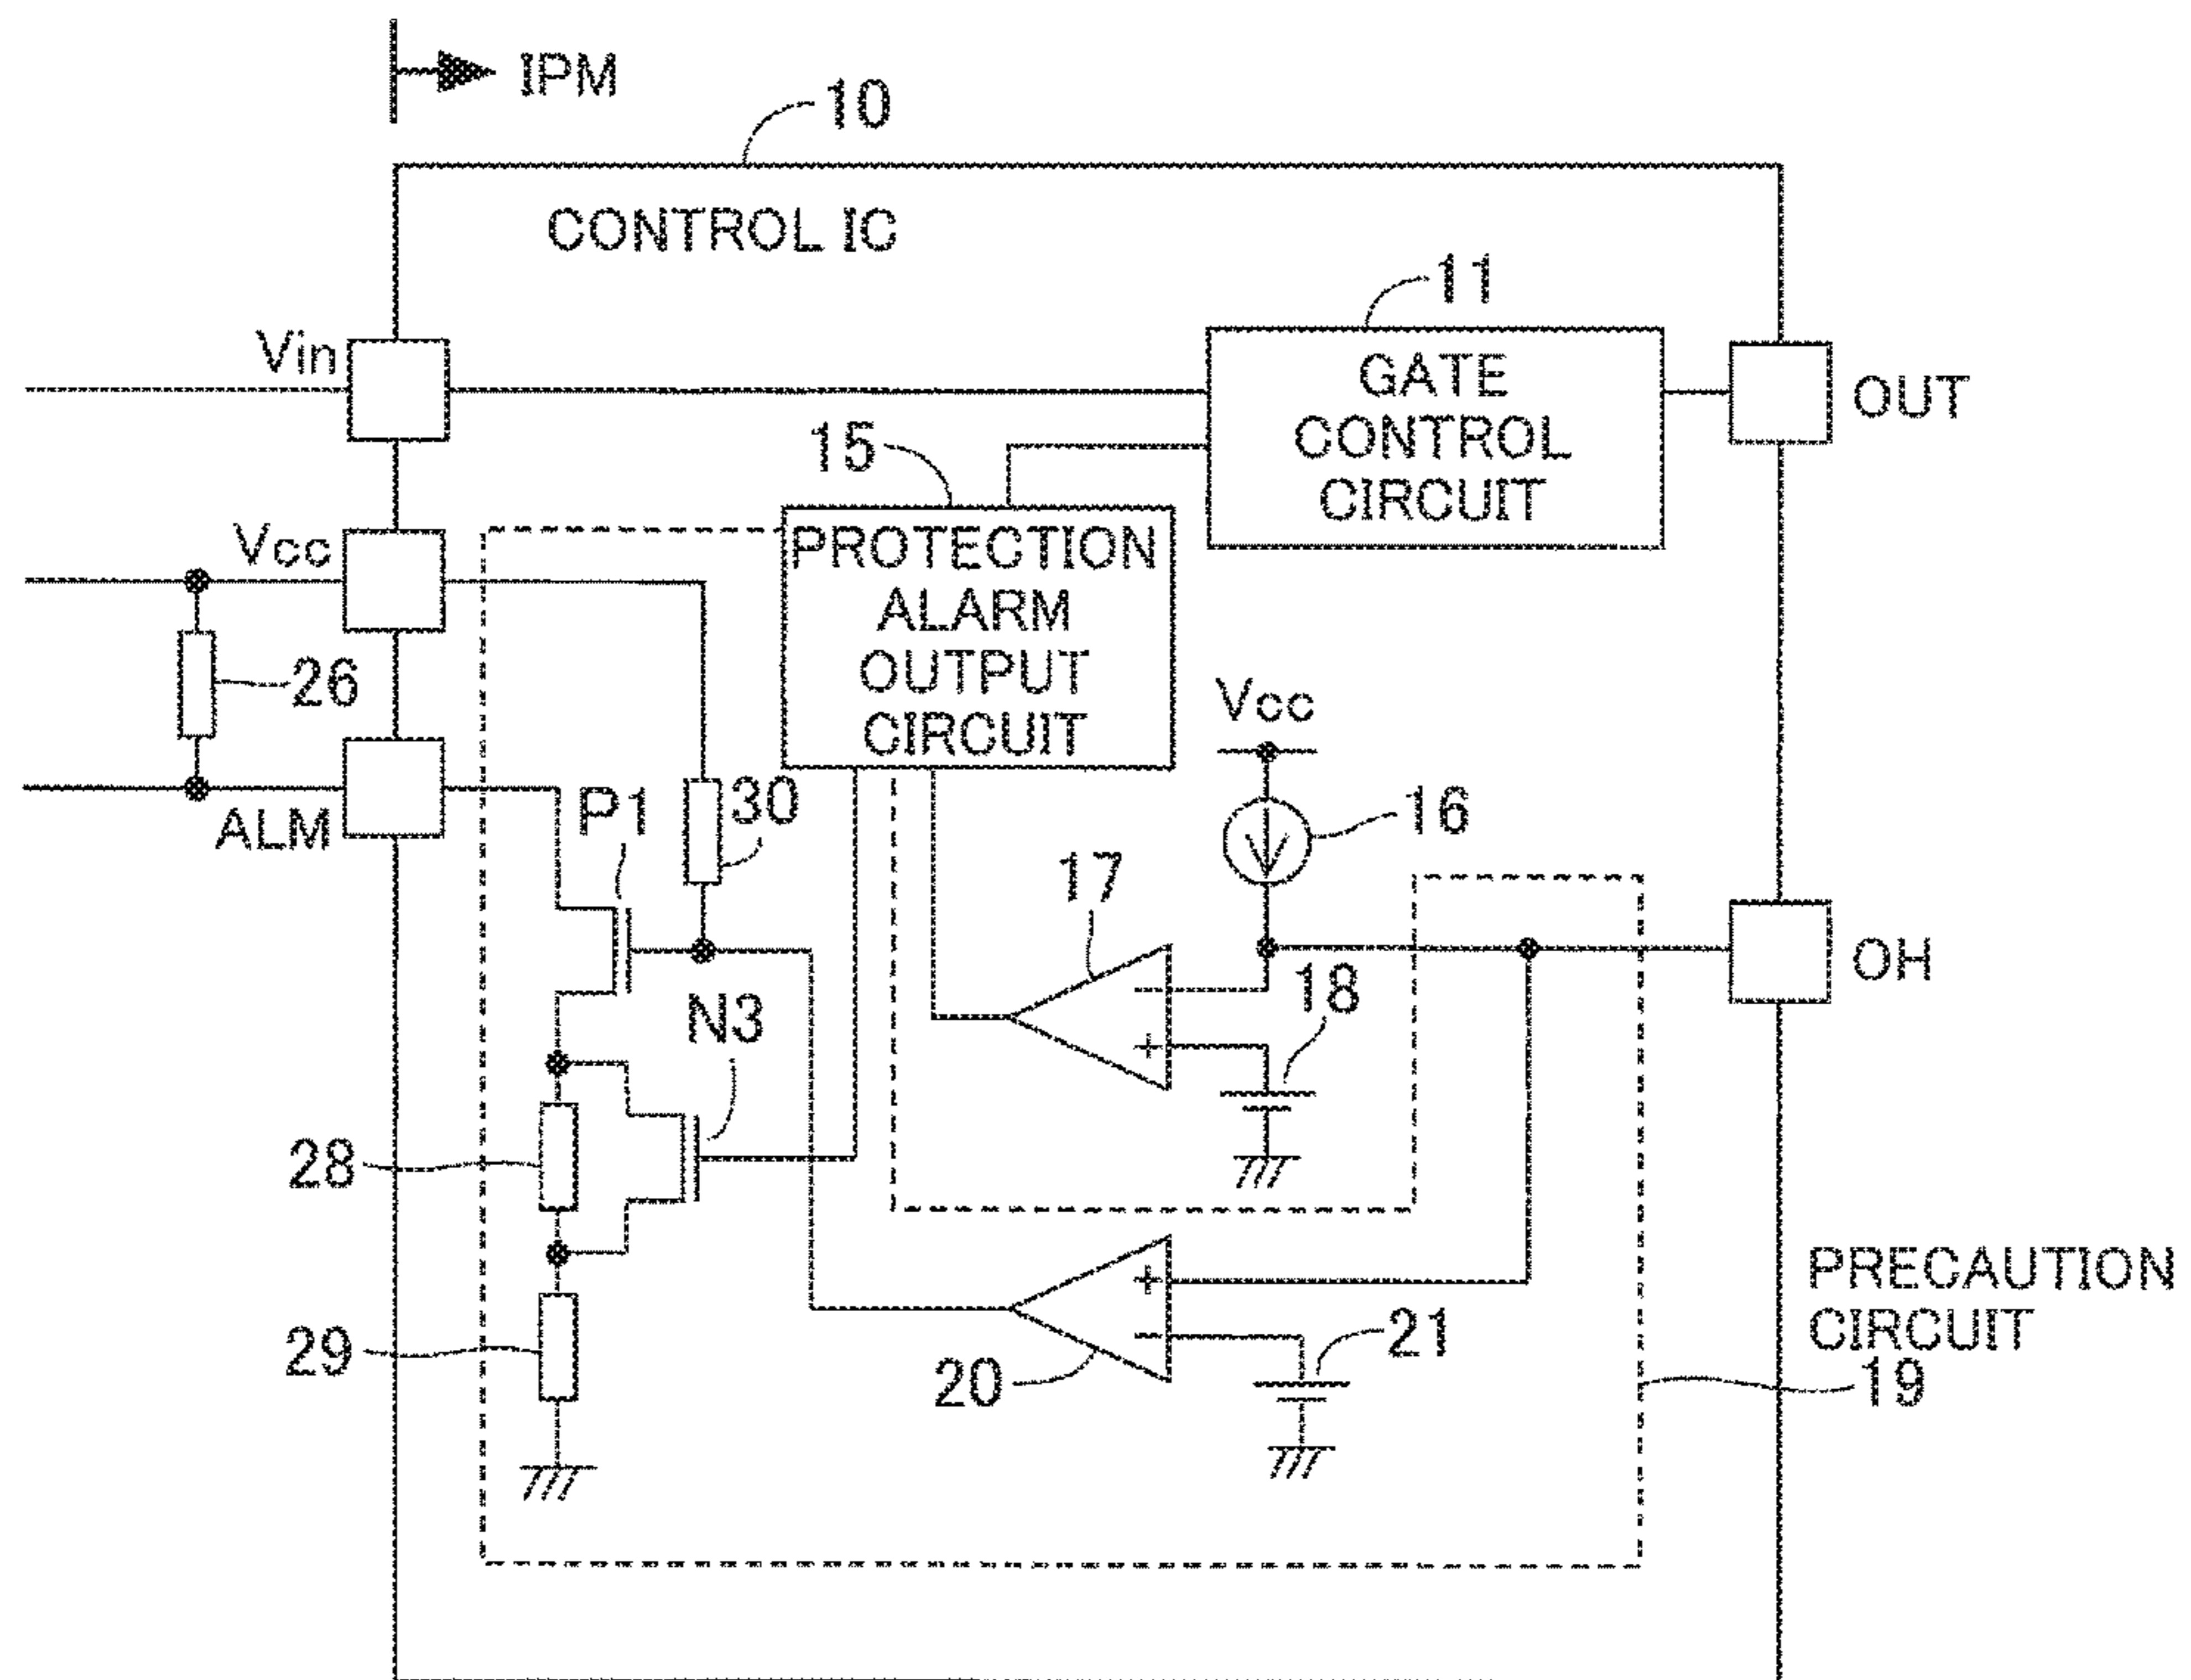 IPM
10
CONTROL IC
11
Vin
GATE
CONTROL
CIRCUIT
OUT
15
Vcc
PROTECTION
ALARM
OUTPUT
CIRCUIT
26
Vcc
ALM
P1
30
16
17
OH
18
N3
28
PRECAUTION
CIRCUIT
19
29
20
21
+
−
+
−